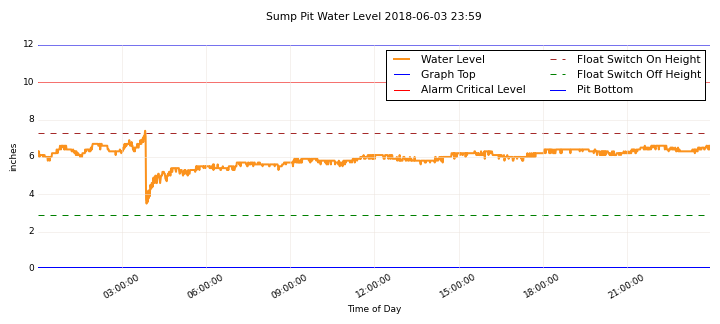 Sump Pit Water Level 2018-06-03 23:59
12
10
8
6
4
2
0
inches
Water Level
Graph Top
Alarm Critical Level
Float Switch On Height
Float Switch Off Height
Pit Bottom
03:00:00
06:00:00
09:00:00
12:00:00
15:00:00
18:00:00
21:00:00
Time of Day